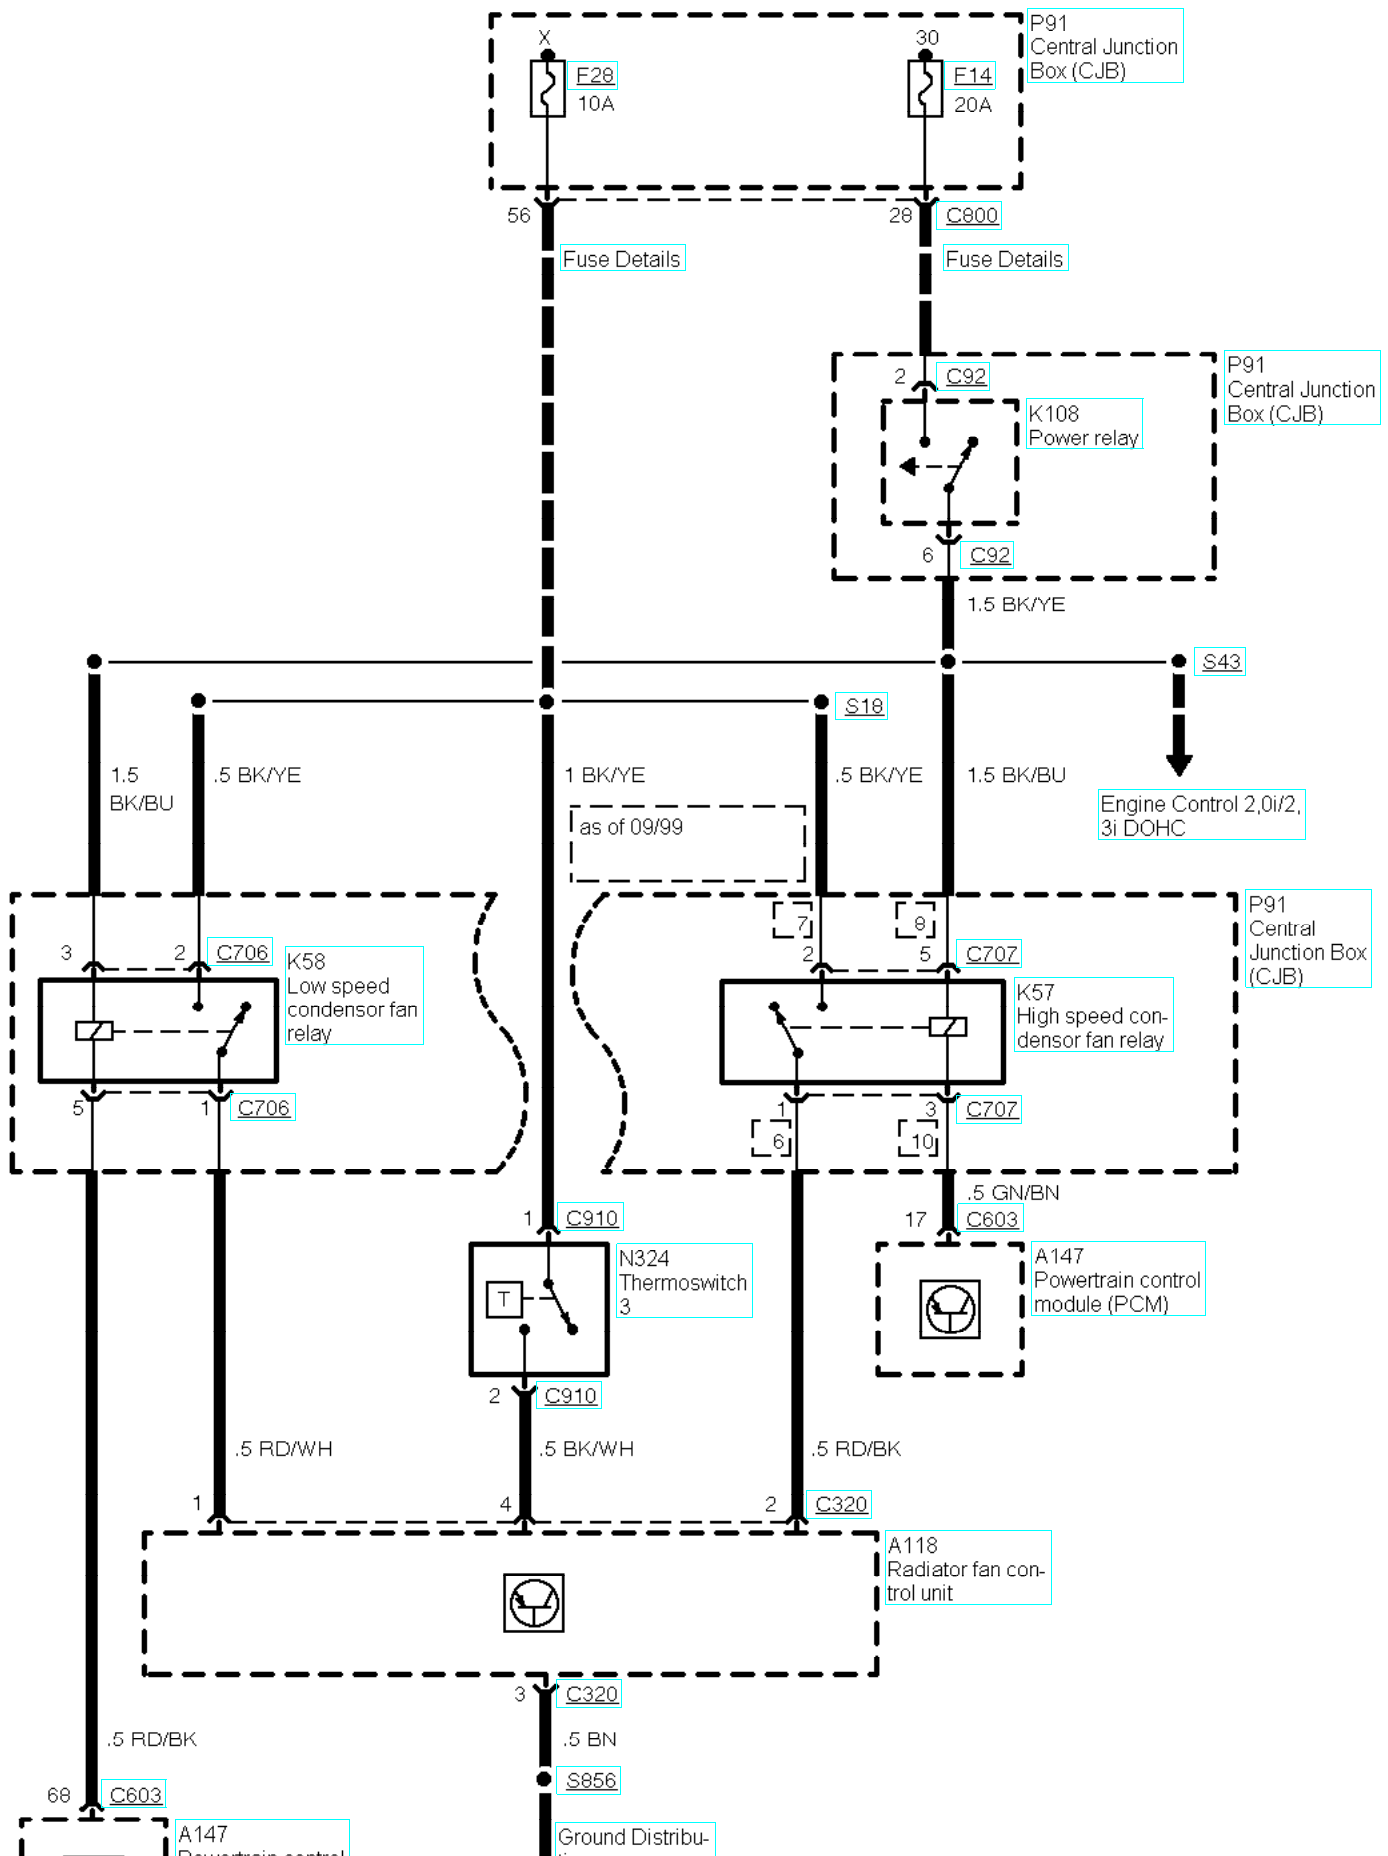 P91
Central Junction
Box (CJB)
X
30
F28
10A
F14
20A
56
28
C800
Fuse Details
Fuse Details
P91
Central Junction
Box (CJB)
2
C92
K108
Power relay
6
C92
1.5 BK/YE
S43
S18
1.5
BK/BU
.5 BK/YE
1 BK/YE
.5 BK/YE
1.5 BK/BU
as of 09/99
Engine Control 2,0i/2,
3i DOHC
7
8
P91
Central
Junction Box
(CJB)
3
2
C706
K58
Low speed
condensor fan
relay
2
5
C707
K57
High speed con-
densor fan relay
5
1
C706
1
3
C707
6
10
.5 GN/BN
1
C910
17
C603
N324
Thermoswitch
3
T
A147
Powertrain control
module (PCM)
2
C910
.5 RD/WH
.5 BK/WH
.5 RD/BK
1
4
2
C320
A118
Radiator fan con-
trol unit
3
C320
.5 RD/BK
.5 BN
S856
68
C603
A147
Powertrain control
Ground Distribu-